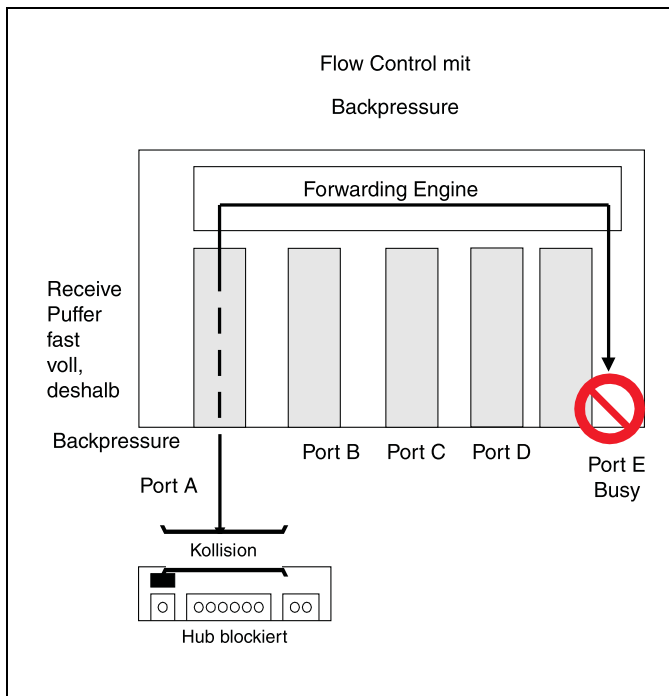 Flow Control mit
Backpressure
Forwarding Engine
Receive
Puffer
fast
voll,
deshalb
Backpressure
Port A
Port B
Port C
Port D
Port E
Busy
Kollision
Hub blockiert